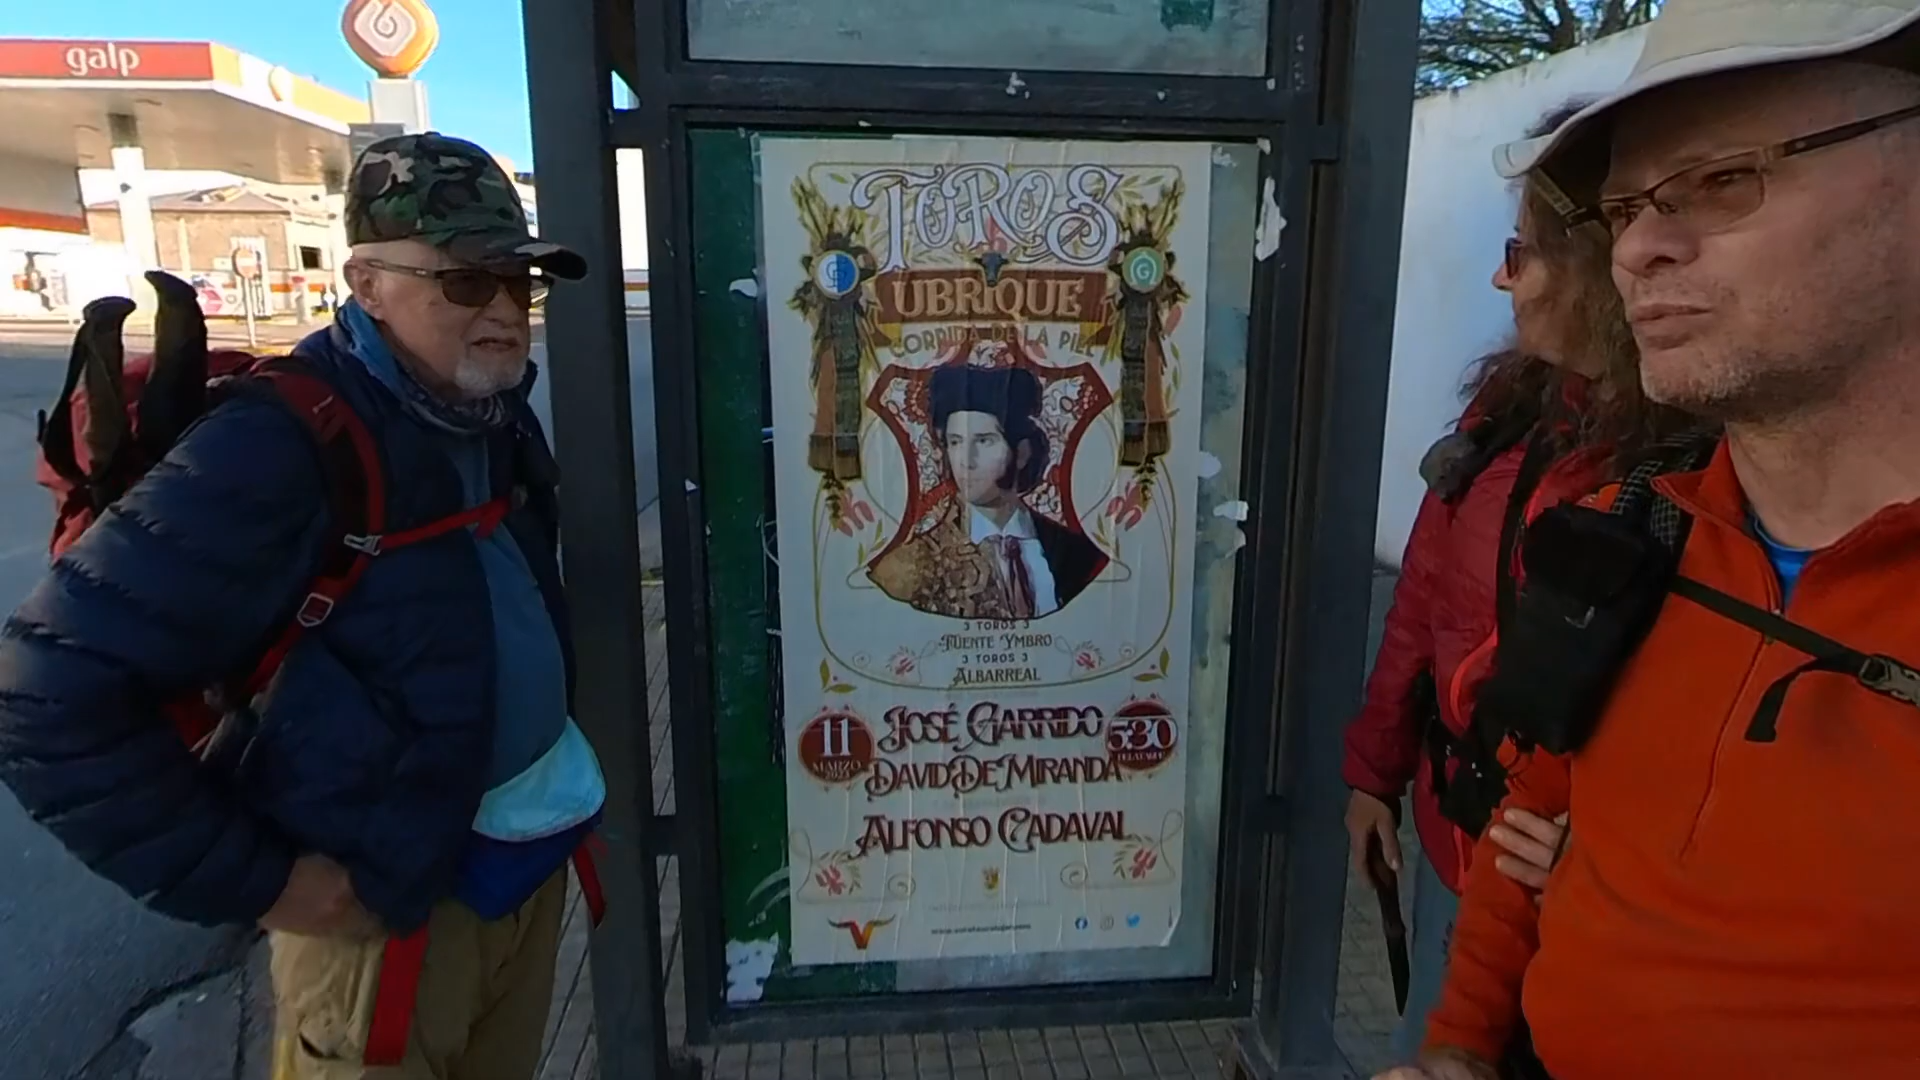 galp
TOROS
UBRIQUE
CORRIDA DE LA PIEL
G
3 TOROS 3
FUENTE YMBRO
3 TOROS 3
ALBARREAL
11
MARZO
JOSÉ GARRIDO
5:30
DAVID DE MIRANDA
ALFONSO CADAVAL